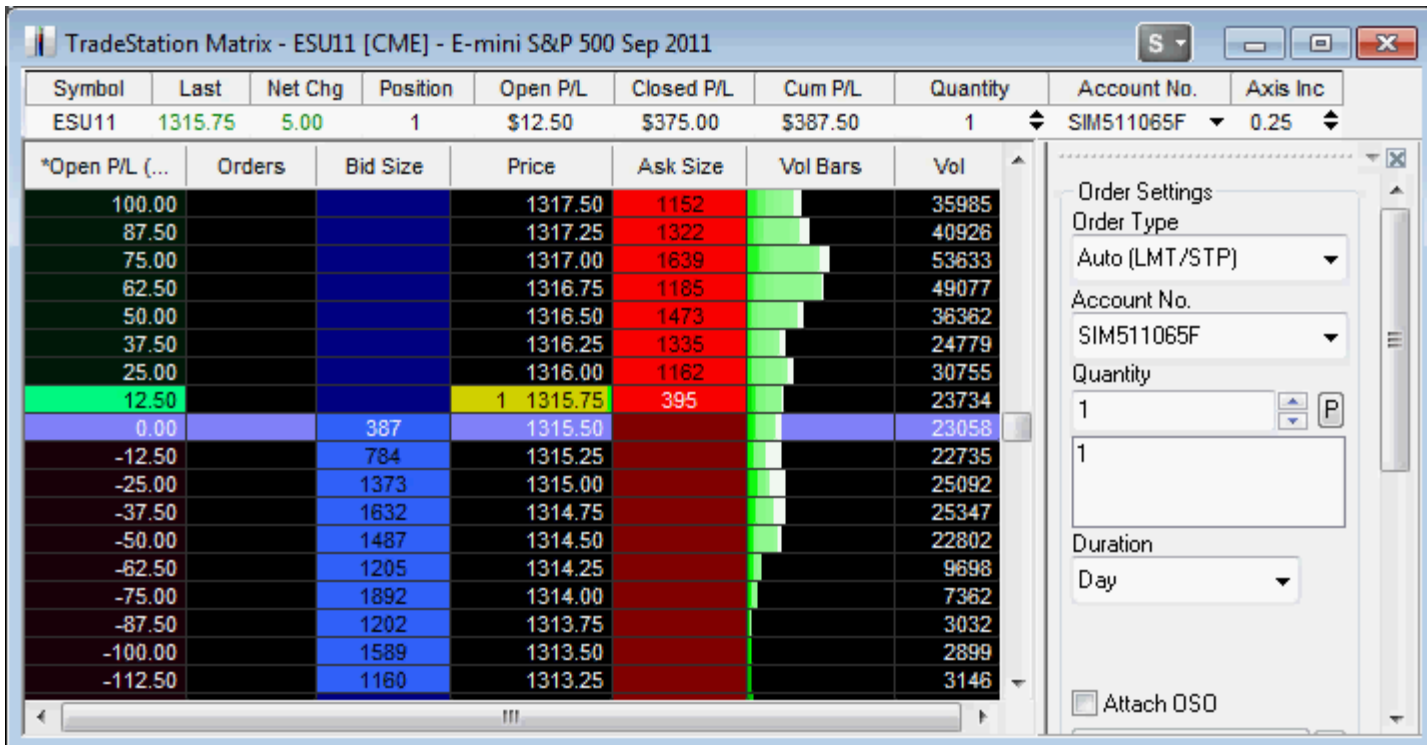 TradeStation Matrix - ESU11 [CME] - E-mini S&P 500 Sep 2011 S
Symbol Last Net Chg Position Open P/L Closed P/L Cum P/L Quantity Account No. Axis Inc
ESU11 1315.75 5.00 1 $12.50 $375.00 $387.50 1 SIM511065F 0.25
*Open P/L (... Orders Bid Size Price Ask Size Vol Bars Vol
100.00 1317.50 1152 35985
87.50 1317.25 1322 40926
75.00 1317.00 1639 53633
62.50 1316.75 1185 49077
50.00 1316.50 1473 36362
37.50 1316.25 1335 24779
25.00 1316.00 1162 30755
12.50 1 1315.75 395 23734
0.00 387 1315.50 23058
-12.50 784 1315.25 22735
-25.00 1373 1315.00 25092
-37.50 1632 1314.75 25347
-50.00 1487 1314.50 22802
-62.50 1205 1314.25 9698
-75.00 1892 1314.00 7362
-87.50 1202 1313.75 3032
-100.00 1589 1313.50 2899
-112.50 1160 1313.25 3146
Order Settings
Order Type
Auto (LMT/STP)
Account No.
SIM511065F
Quantity
1 P
1
Duration
Day
Attach OSO